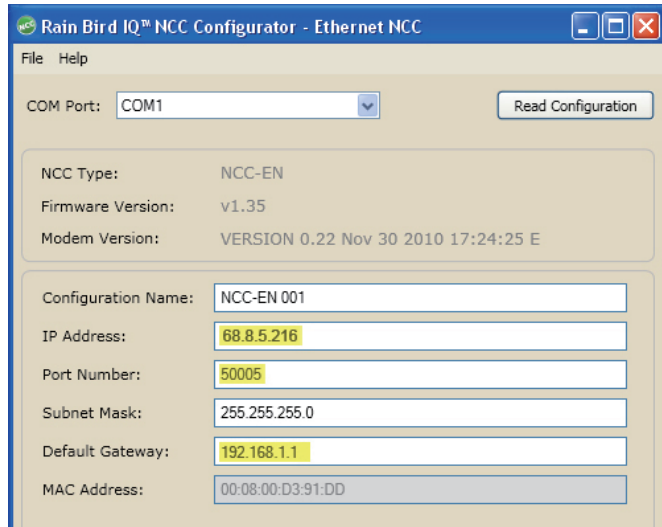 NCC Rain Bird IQ™ NCC Configurator - Ethernet NCC
File Help
COM Port: COM1 Read Configuration
NCC Type: NCC-EN
Firmware Version: v1.35
Modem Version: VERSION 0.22 Nov 30 2010 17:24:25 E
Configuration Name: NCC-EN 001
IP Address: 68.8.5.216
Port Number: 50005
Subnet Mask: 255.255.255.0
Default Gateway: 192.168.1.1
MAC Address: 00:08:00:D3:91:DD